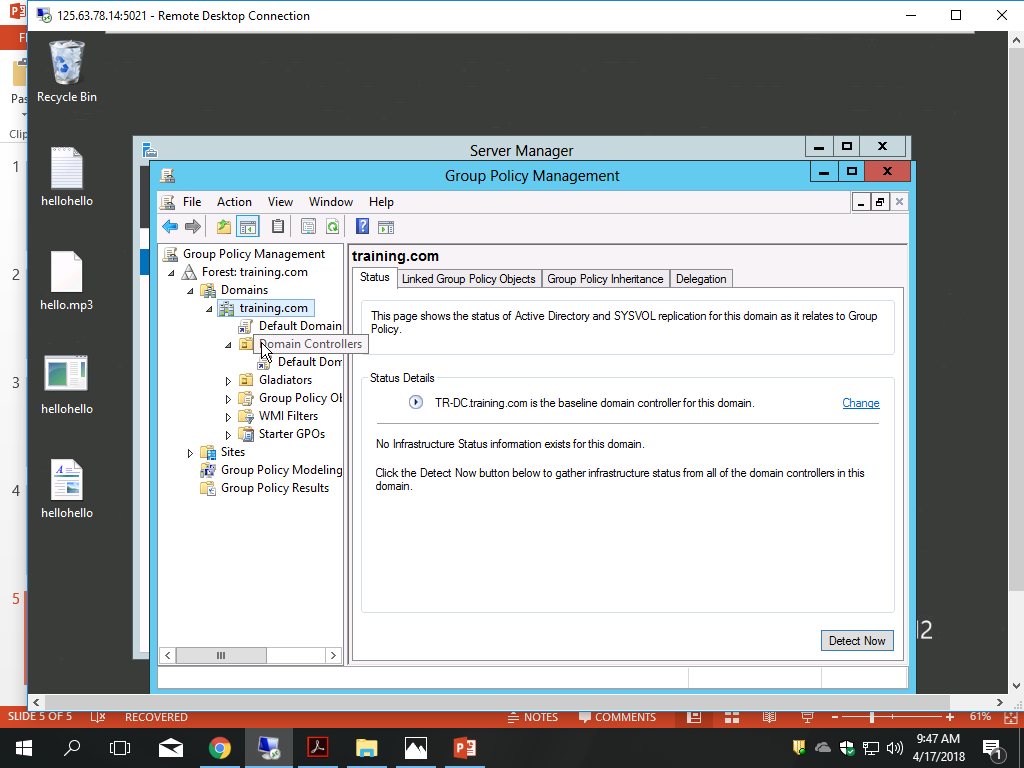 125.63.78.14:5021 - Remote Desktop Connection
Recycle Bin
hellohello
hello.mp3
hellohello
hellohello
1
2
3
4
5
Server Manager
Group Policy Management
File Action View Window Help
Group Policy Management
Forest: training.com
Domains
training.com
Default Domain
Domain Controllers
Default Dom
Gladiators
Group Policy Ob
WMI Filters
Starter GPOs
Sites
Group Policy Modeling
Group Policy Results
training.com
Status Linked Group Policy Objects Group Policy Inheritance Delegation
This page shows the status of Active Directory and SYSVOL replication for this domain as it relates to Group
Policy.
Status Details
TR-DC.training.com is the baseline domain controller for this domain. Change
No Infrastructure Status information exists for this domain.
Click the Detect Now button below to gather infrastructure status from all of the domain controllers in this
domain.
Detect Now
SLIDE 5 OF 5 RECOVERED NOTES COMMENTS 61%
9:47 AM
4/17/2018
1